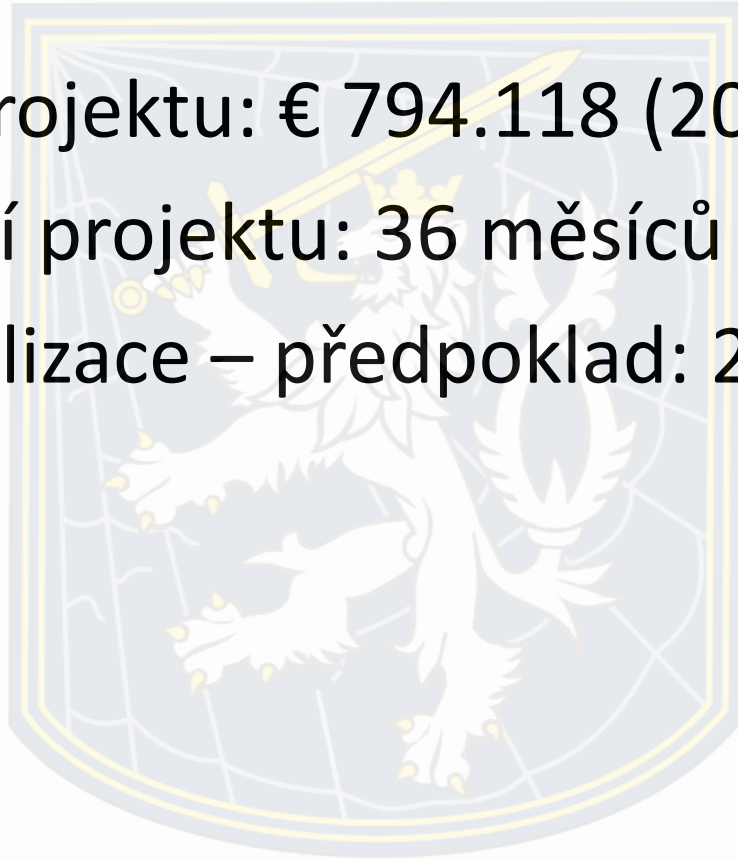 rojektu: € 794.118 (20
í projektu: 36 měsíců
lizace – předpoklad: 2